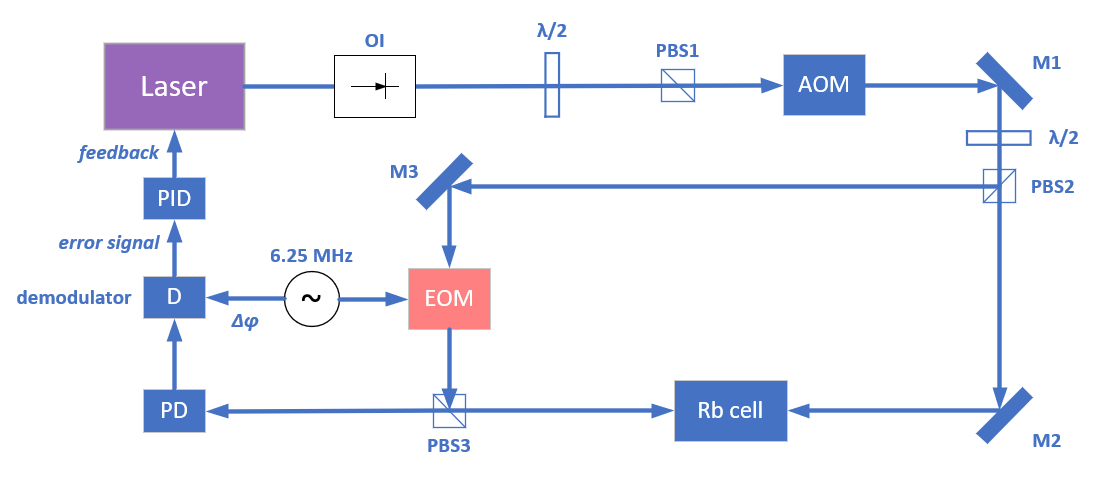 OI
λ/2
PBS1
Laser
AOM
M1
λ/2
feedback
M3
PBS2
PID
error signal
6.25 MHz
demodulator
D
~
EOM
Δφ
PD
Rb cell
PBS3
M2